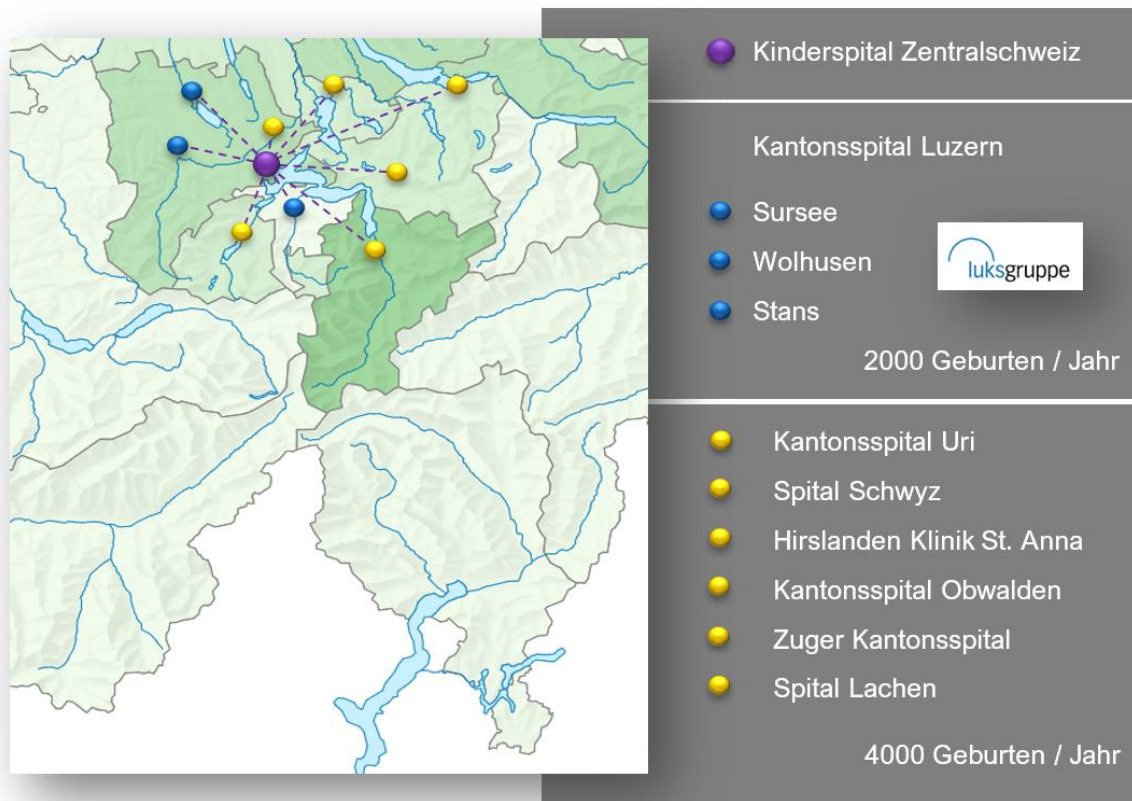 Kinderspital Zentralschweiz
Kantonsspital Luzern
Sursee
Wolhusen
Stans
luksgruppe
2000 Geburten / Jahr
Kantonsspital Uri
Spital Schwyz
Hirslanden Klinik St. Anna
Kantonsspital Obwalden
Zuger Kantonsspital
Spital Lachen
4000 Geburten / Jahr